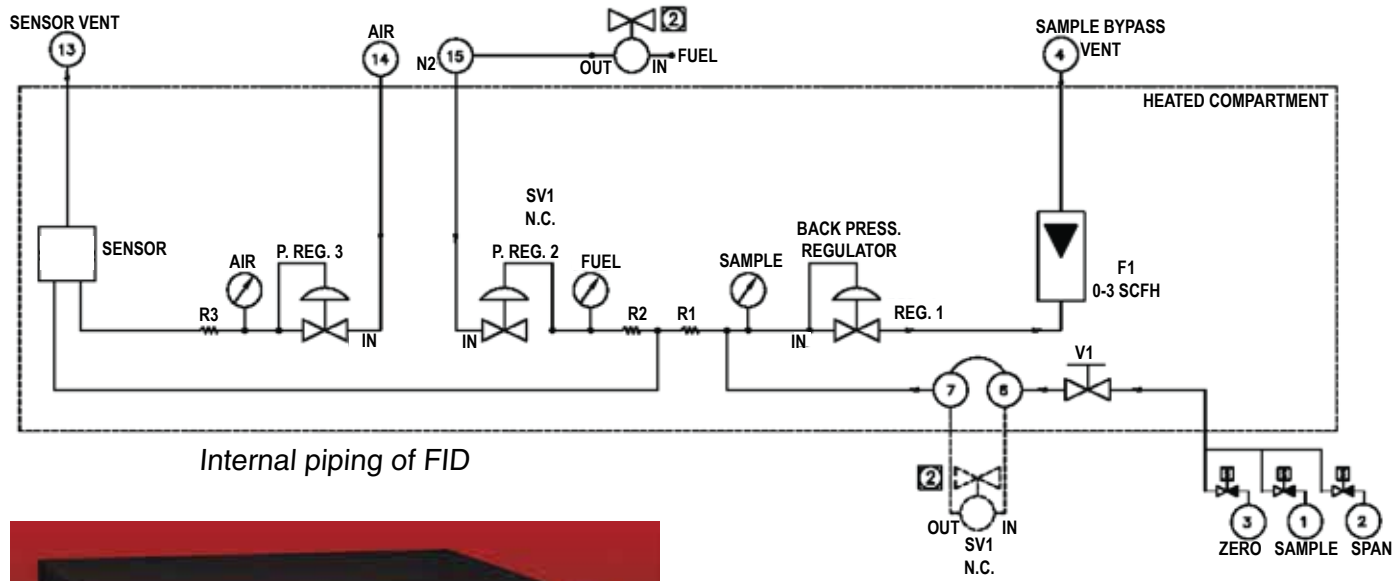 SENSOR VENT
13
AIR
14
N2
15
2
OUT
IN
FUEL
SAMPLE BYPASS
VENT
4
HEATED COMPARTMENT
SENSOR
R3
AIR
P. REG. 3
IN
SV1
N.C.
P. REG. 2
IN
FUEL
R2
R1
SAMPLE
BACK PRESS.
REGULATOR
IN
REG. 1
F1
0-3 SCFH
V1
7
2
OUT
IN
SV1
N.C.
3
1
2
ZERO
SAMPLE
SPAN
Internal piping of FID